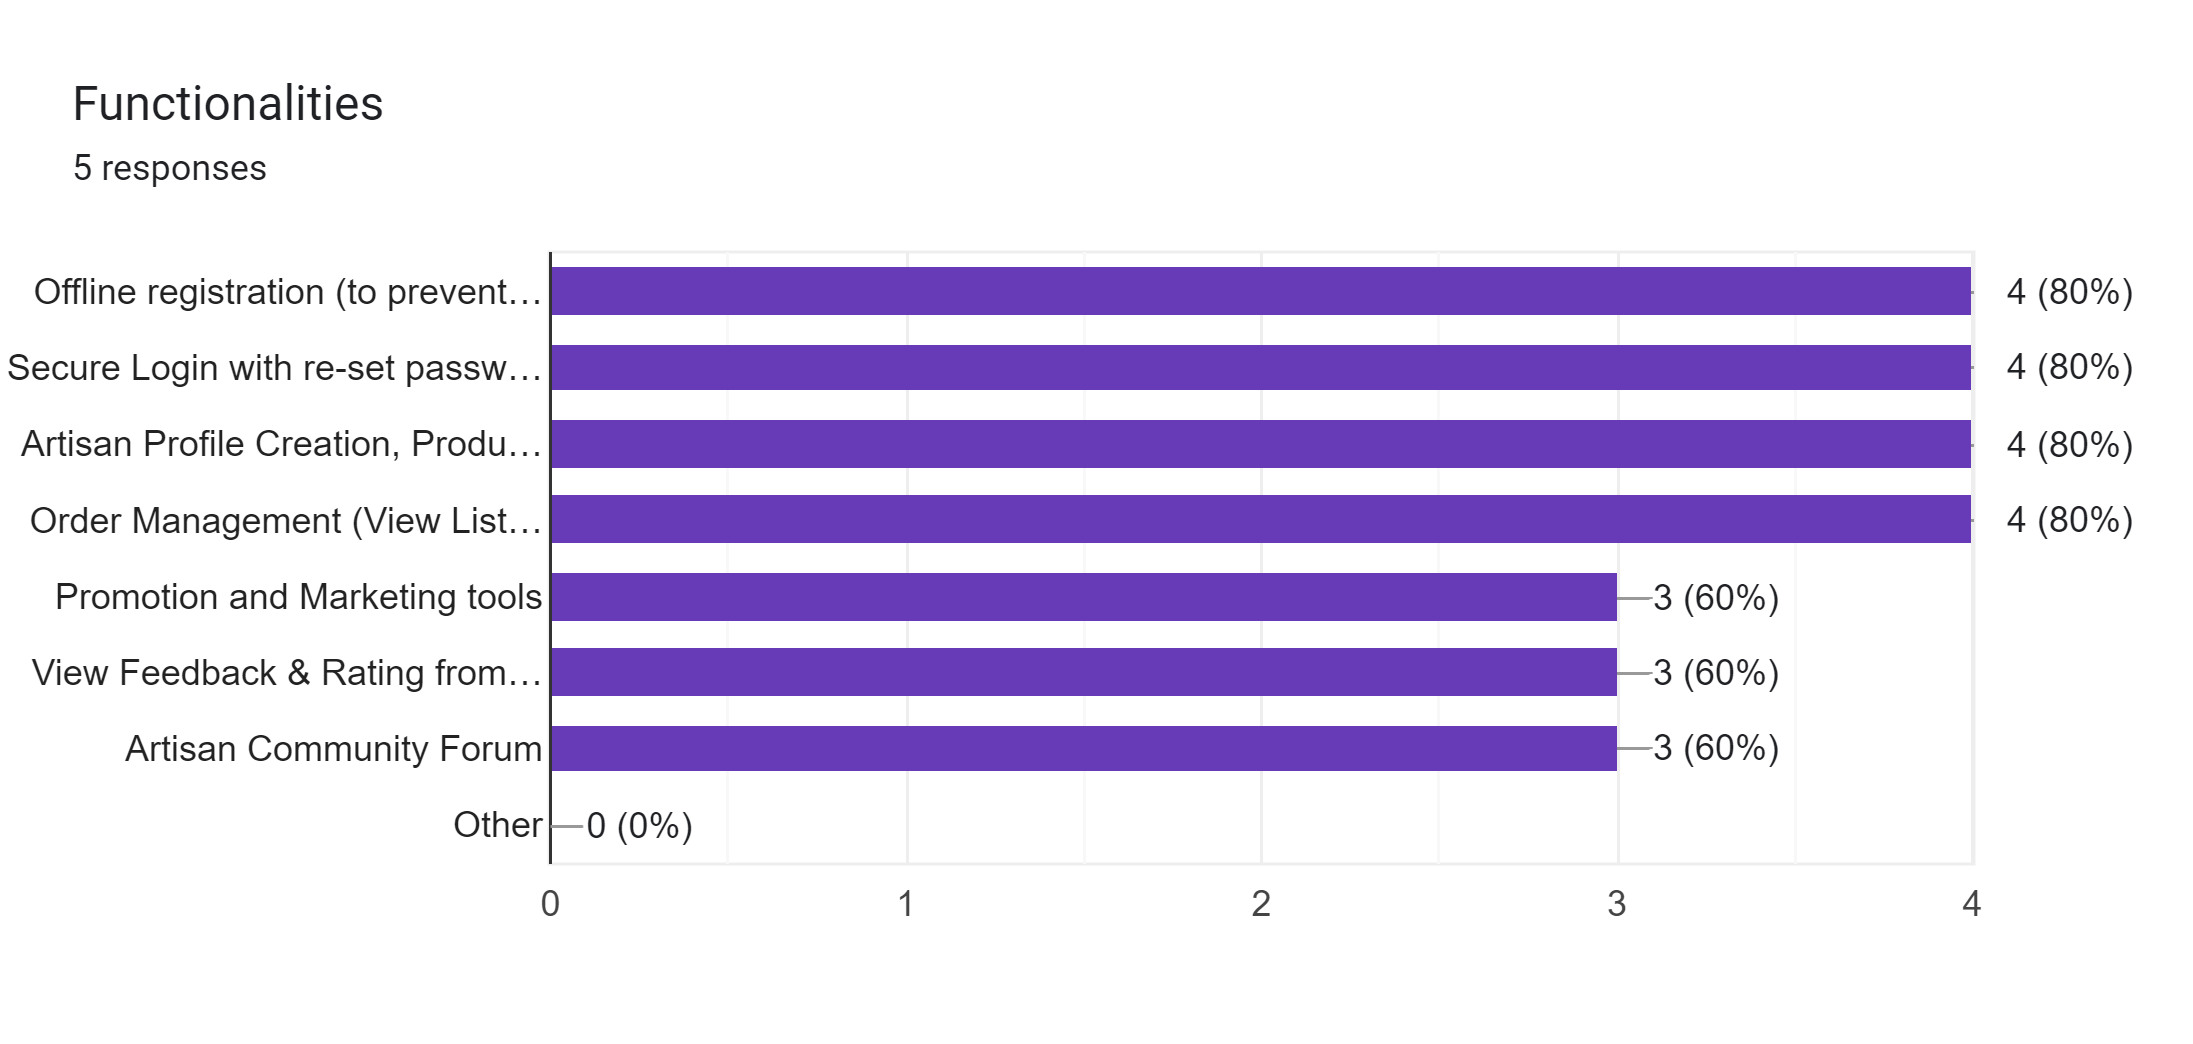 Functionalities
5 responses
Offline registration (to prevent… 4 (80%)
Secure Login with re-set passw… 4 (80%)
Artisan Profile Creation, Produ… 4 (80%)
Order Management (View List… 4 (80%)
Promotion and Marketing tools 3 (60%)
View Feedback & Rating from… 3 (60%)
Artisan Community Forum 3 (60%)
Other 0 (0%)
0 1 2 3 4